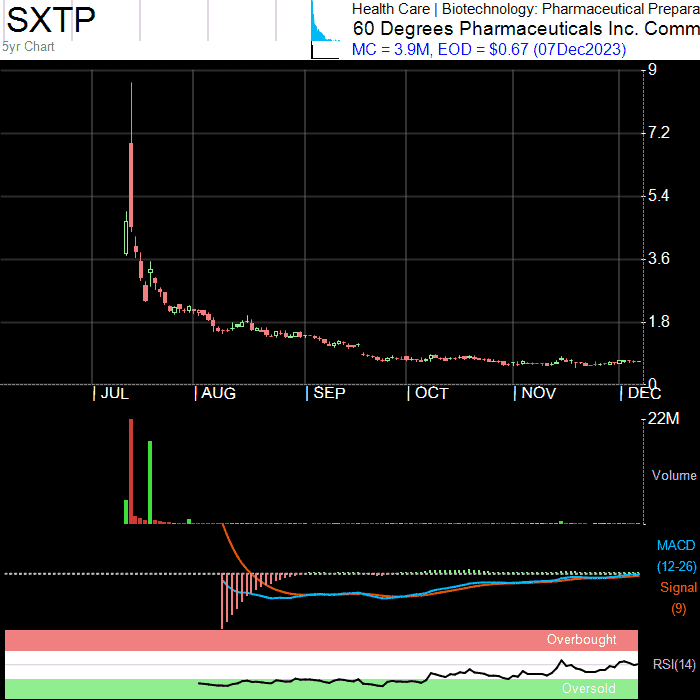 SXTP
5yr Chart
Health Care | Biotechnology: Pharmaceutical Prepara
60 Degrees Pharmaceuticals Inc. Comm
MC = 3.9M, EOD = $0.67 (07Dec2023)
9
7.2
5.4
3.6
1.8
0
JUL AUG SEP OCT NOV DEC
22M
Volume
MACD
(12-26)
Signal
(9)
Overbought
RSI(14)
Oversold